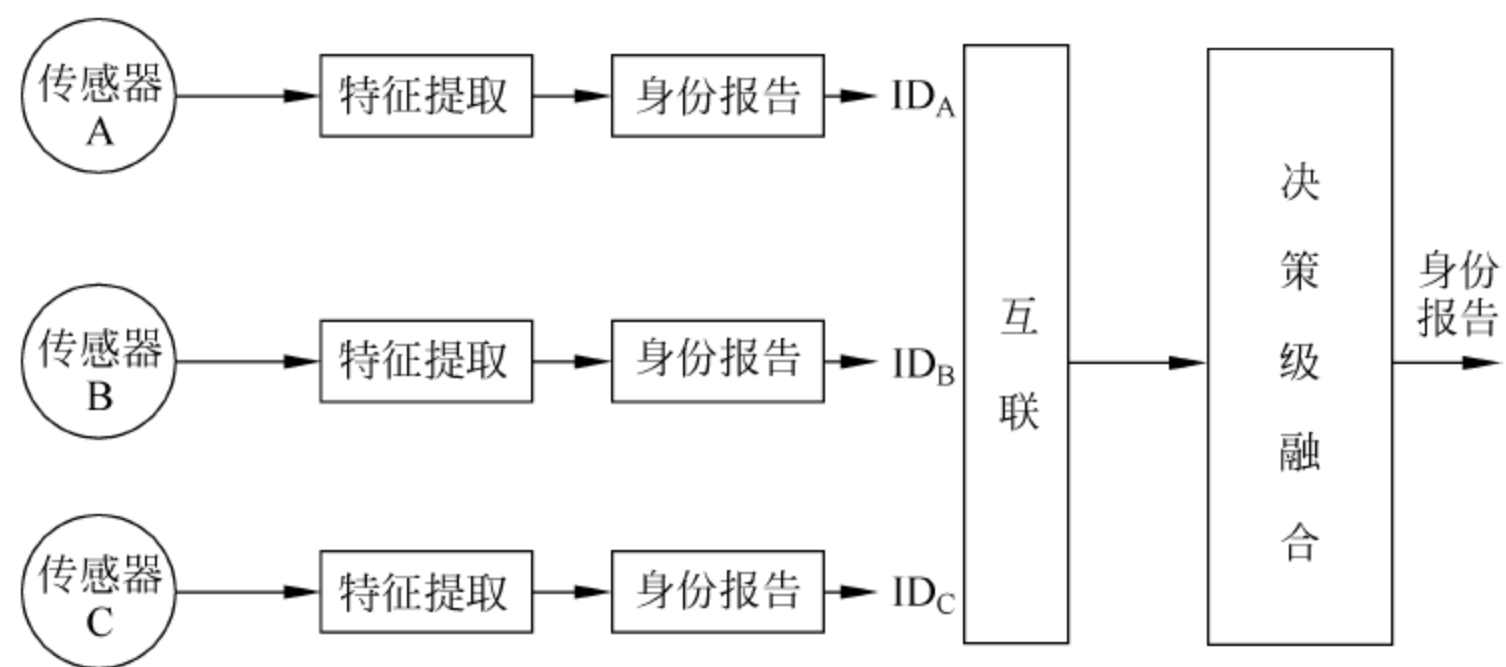 传感器
A
特征提取
身份报告
IDA
传感器
B
特征提取
身份报告
IDB
传感器
C
特征提取
身份报告
IDC
互
联
决
策
级
融
合
身份
报告